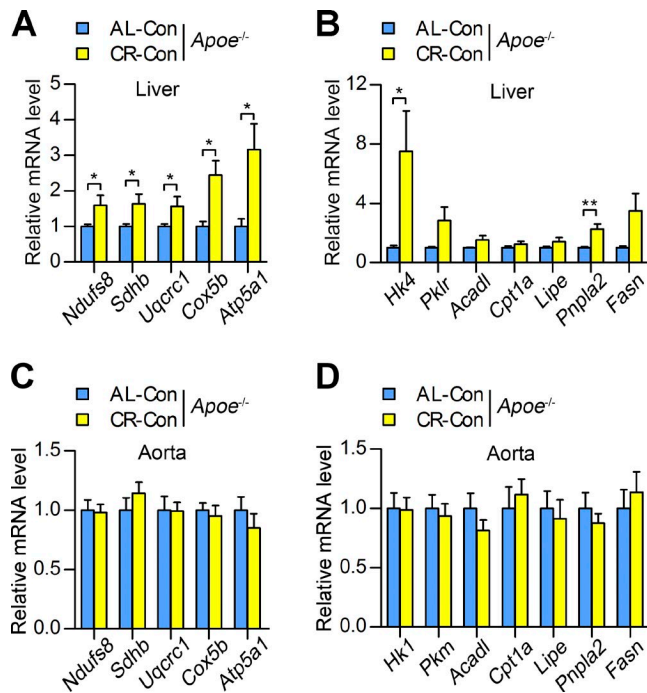 A
AL-Con
CR-Con
Apoe-/-
Liver
Relative mRNA level
5
4
3
2
1
0
*
*
*
*
*
Ndufs8
Sdhb
Uqcrc1
Cox5b
Atp5a1
B
AL-Con
CR-Con
Apoe-/-
Liver
Relative mRNA level
12
8
4
0
*
**
Hk4
Pklr
Acadl
Cpt1a
Lipe
Pnpla2
Fasn
C
AL-Con
CR-Con
Apoe-/-
Aorta
Relative mRNA level
1.5
1.0
0.5
0.0
Ndufs8
Sdhb
Uqcrc1
Cox5b
Atp5a1
D
AL-Con
CR-Con
Apoe-/-
Aorta
Relative mRNA level
1.5
1.0
0.5
0.0
Hk1
Pkm
Acadl
Cpt1a
Lipe
Pnpla2
Fasn